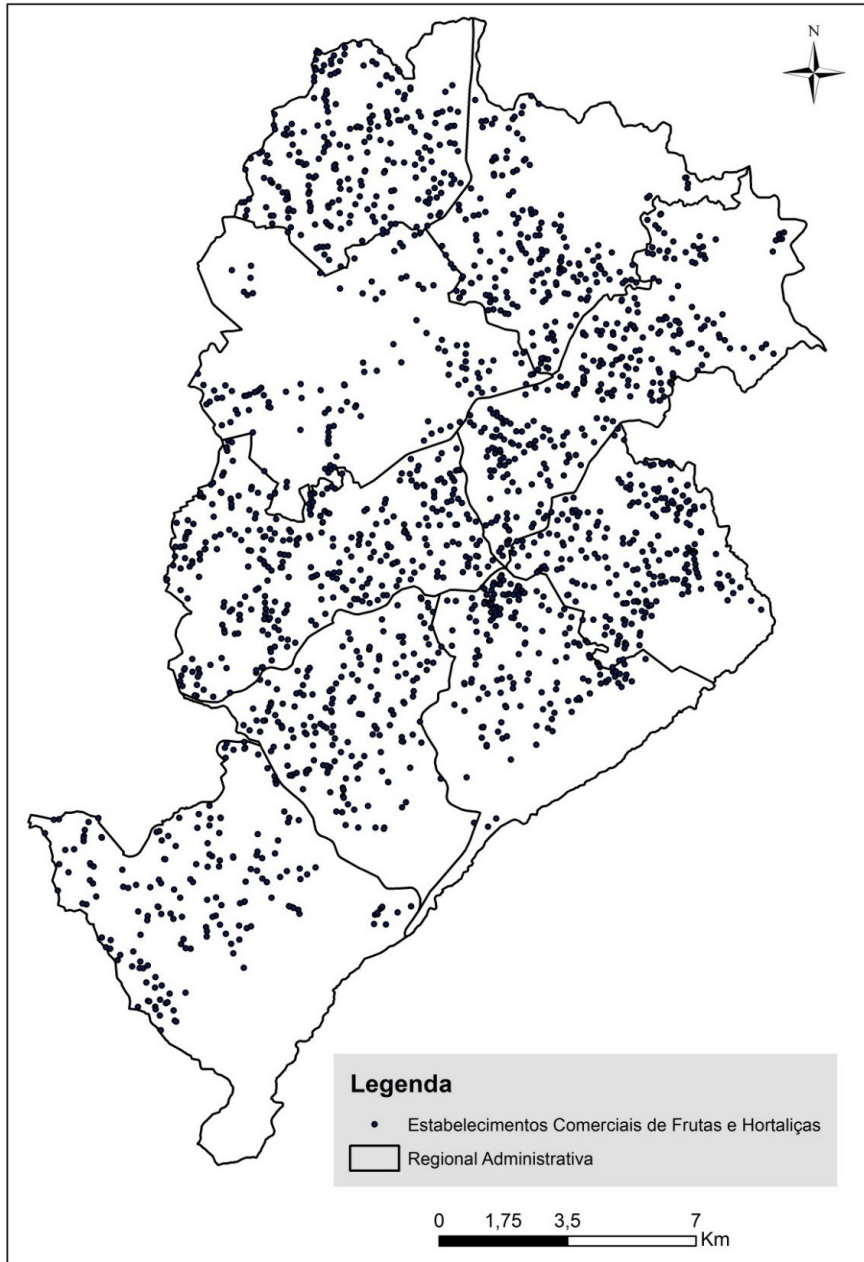 N
Legenda
Estabelecimentos Comerciais de Frutas e Hortaliças
Regional Administrativa
0 1,75 3,5 7
Km